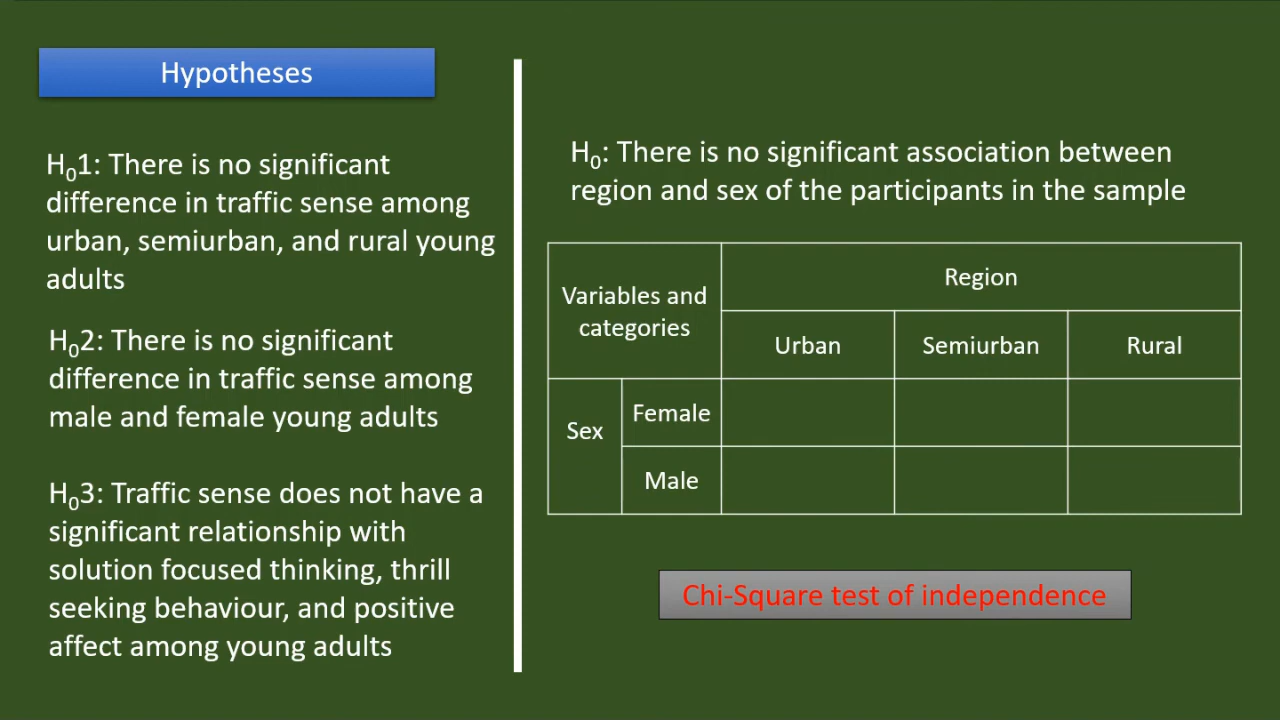 Hypotheses
H₀1: There is no significant
difference in traffic sense among
urban, semiurban, and rural young
adults
H₀2: There is no significant
difference in traffic sense among
male and female young adults
H₀3: Traffic sense does not have a
significant relationship with
solution focused thinking, thrill
seeking behaviour, and positive
affect among young adults
H₀: There is no significant association between
region and sex of the participants in the sample
Variables and
categories
Region
Urban
Semiurban
Rural
Sex
Female
Male
Chi-Square test of independence